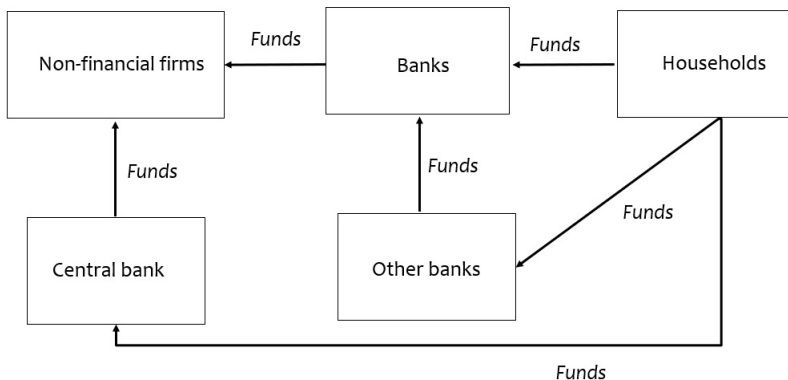 Non-financial firms
Funds
Banks
Funds
Households
Funds
Funds
Funds
Central bank
Other banks
Funds